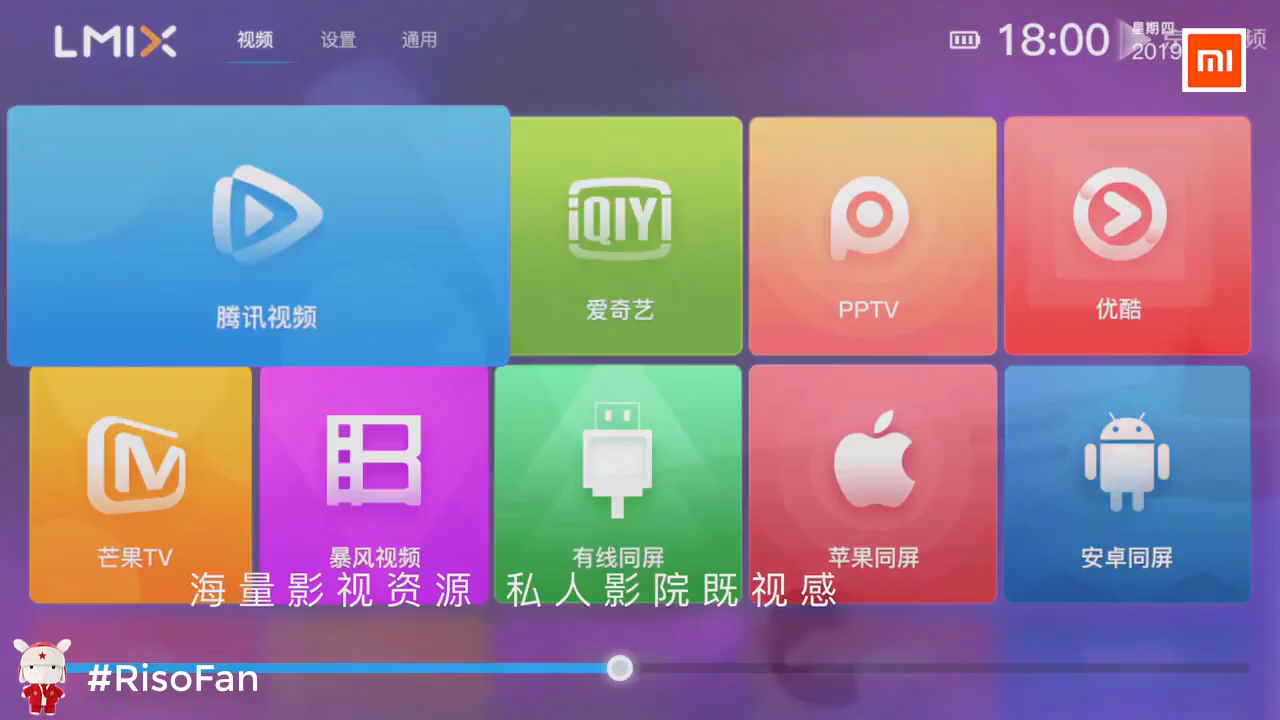 LMIX
视频
设置
通用
18:00
星期四
2019
mi
频
iQIYI
腾讯视频
爱奇艺
PPTV
优酷
芒果TV
暴风视频
有线同屏
苹果同屏
安卓同屏
海量影视资源 私人影院既视感
#RisoFan